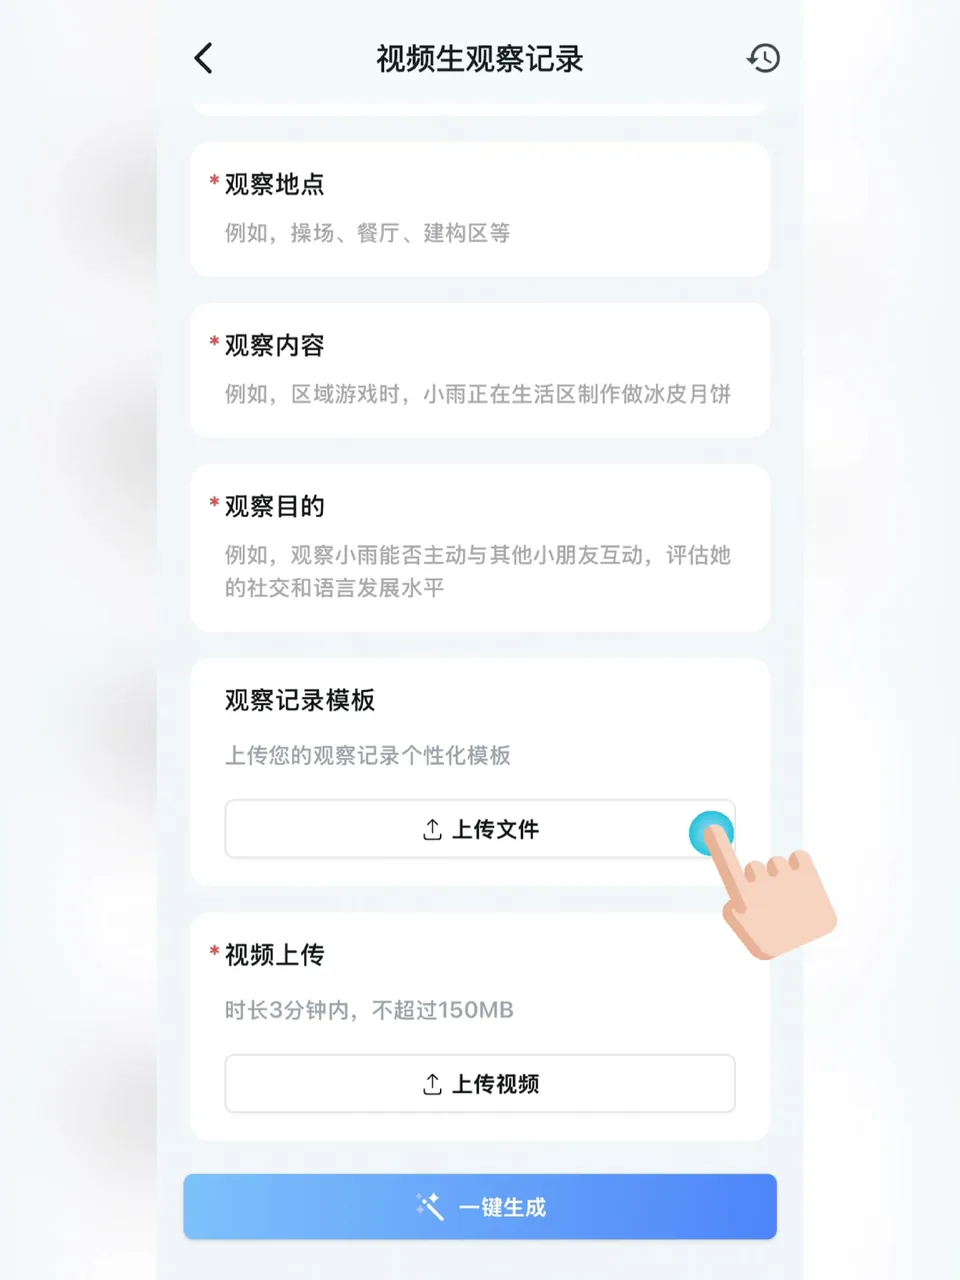 视频生观察记录
*观察地点
例如，操场、餐厅、建构区等
*观察内容
例如，区域游戏时，小雨正在生活区制作做冰皮月饼
*观察目的
例如，观察小雨能否主动与其他小朋友互动，评估她
的社交和语言发展水平
观察记录模板
上传您的观察记录个性化模板
上传文件
*视频上传
时长3分钟内，不超过150MB
上传视频
一键生成